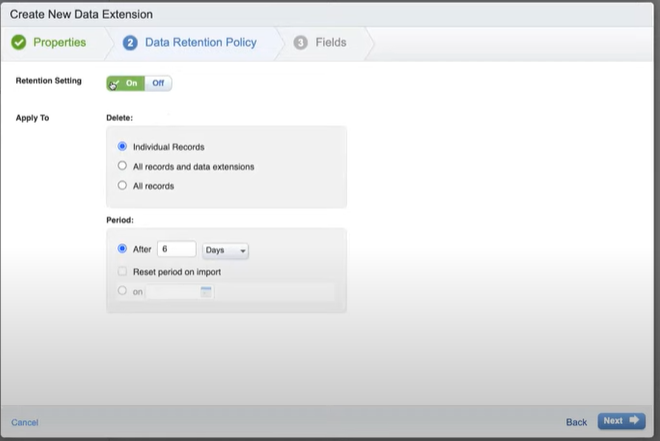 Create New Data Extension
Properties 2 Data Retention Policy 3 Fields
Retention Setting On Off
Apply To Delete:
Individual Records
All records and data extensions
All records
Period:
After 6 Days
Reset period on import
on
Cancel Back Next